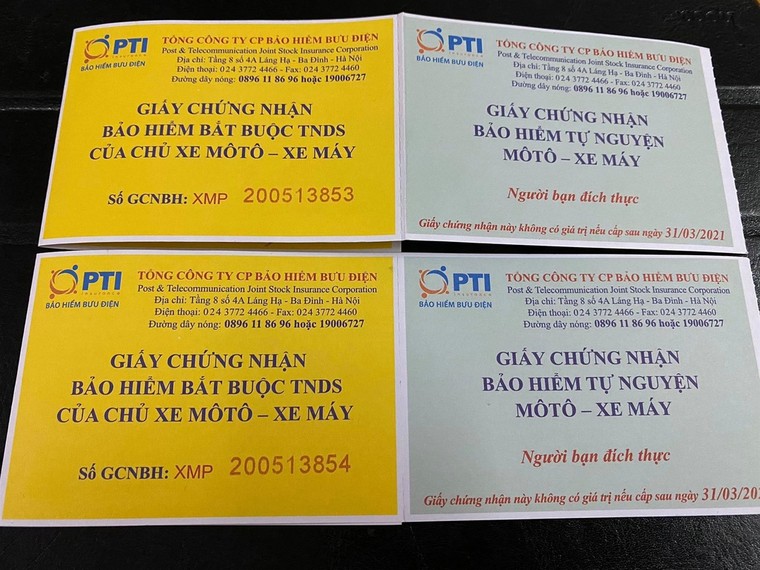 PTI
BẢO HIỂM BƯU ĐIỆN
TỔNG CÔNG TY CP BẢO HIỂM BƯU ĐIỆN
Post & Telecommunication Joint Stock Insurance Corporation
Địa chỉ: Tầng 8 số 4A Láng Hạ - Ba Đình - Hà Nội
Điện thoại: 024 3772 4466 - Fax: 024 3772 4460
Đường dây nóng: 0896 11 86 96 hoặc 19006727
GIẤY CHỨNG NHẬN
BẢO HIỂM BẮT BUỘC TNDS
CỦA CHỦ XE MÔTÔ – XE MÁY
Số GCNBH: XMP 200513853
PTI
BẢO HIỂM BƯU ĐIỆN
TỔNG CÔNG TY CP BẢO HIỂM BƯU ĐIỆN
Post & Telecommunication Joint Stock Insurance Corporation
Địa chỉ: Tầng 8 số 4A Láng Hạ - Ba Đình - Hà Nội
Điện thoại: 024 3772 4466 - Fax: 024 3772 4460
Đường dây nóng: 0896 11 86 96 hoặc 19006727
GIẤY CHỨNG NHẬN
BẢO HIỂM TỰ NGUYỆN
MÔTÔ – XE MÁY
Người bạn đích thực
Giấy chứng nhận này không có giá trị nếu cấp sau ngày 31/03/2021
PTI
BẢO HIỂM BƯU ĐIỆN
TỔNG CÔNG TY CP BẢO HIỂM BƯU ĐIỆN
Post & Telecommunication Joint Stock Insurance Corporation
Địa chỉ: Tầng 8 số 4A Láng Hạ - Ba Đình - Hà Nội
Điện thoại: 024 3772 4466 - Fax: 024 3772 4460
Đường dây nóng: 0896 11 86 96 hoặc 19006727
GIẤY CHỨNG NHẬN
BẢO HIỂM BẮT BUỘC TNDS
CỦA CHỦ XE MÔTÔ – XE MÁY
Số GCNBH: XMP 200513854
PTI
BẢO HIỂM BƯU ĐIỆN
TỔNG CÔNG TY CP BẢO HIỂM BƯU ĐIỆN
Post & Telecommunication Joint Stock Insurance Corporation
Địa chỉ: Tầng 8 số 4A Láng Hạ - Ba Đình - Hà Nội
Điện thoại: 024 3772 4466 - Fax: 024 3772 4460
Đường dây nóng: 0896 11 86 96 hoặc 19006727
GIẤY CHỨNG NHẬN
BẢO HIỂM TỰ NGUYỆN
MÔTÔ – XE MÁY
Người bạn đích thực
Giấy chứng nhận này không có giá trị nếu cấp sau ngày 31/03/202